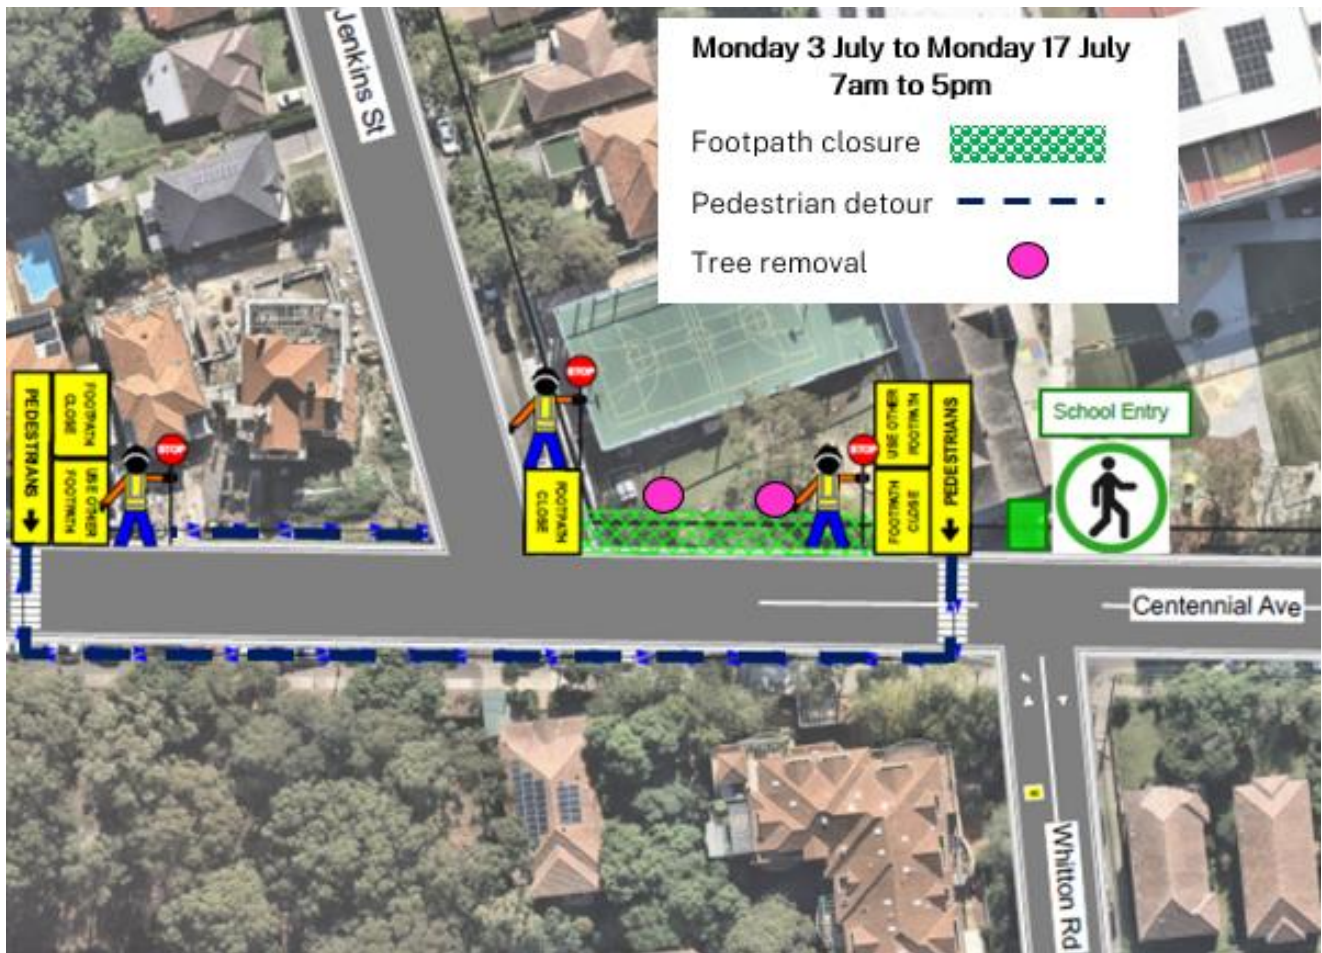 Jenkins St
Monday 3 July to Monday 17 July
7am to 5pm
Footpath closure
Pedestrian detour
Tree removal
PEDESTRIANS
FOOTPATH
CLOSE
USE OTHER
FOOTPATH
STOP
STOP
FOOTPATH
CLOSE
STOP
USE OTHER
FOOTPATH
FOOTPATH
CLOSE
PEDESTRIANS
School Entry
Centennial Ave
Whitton Rd